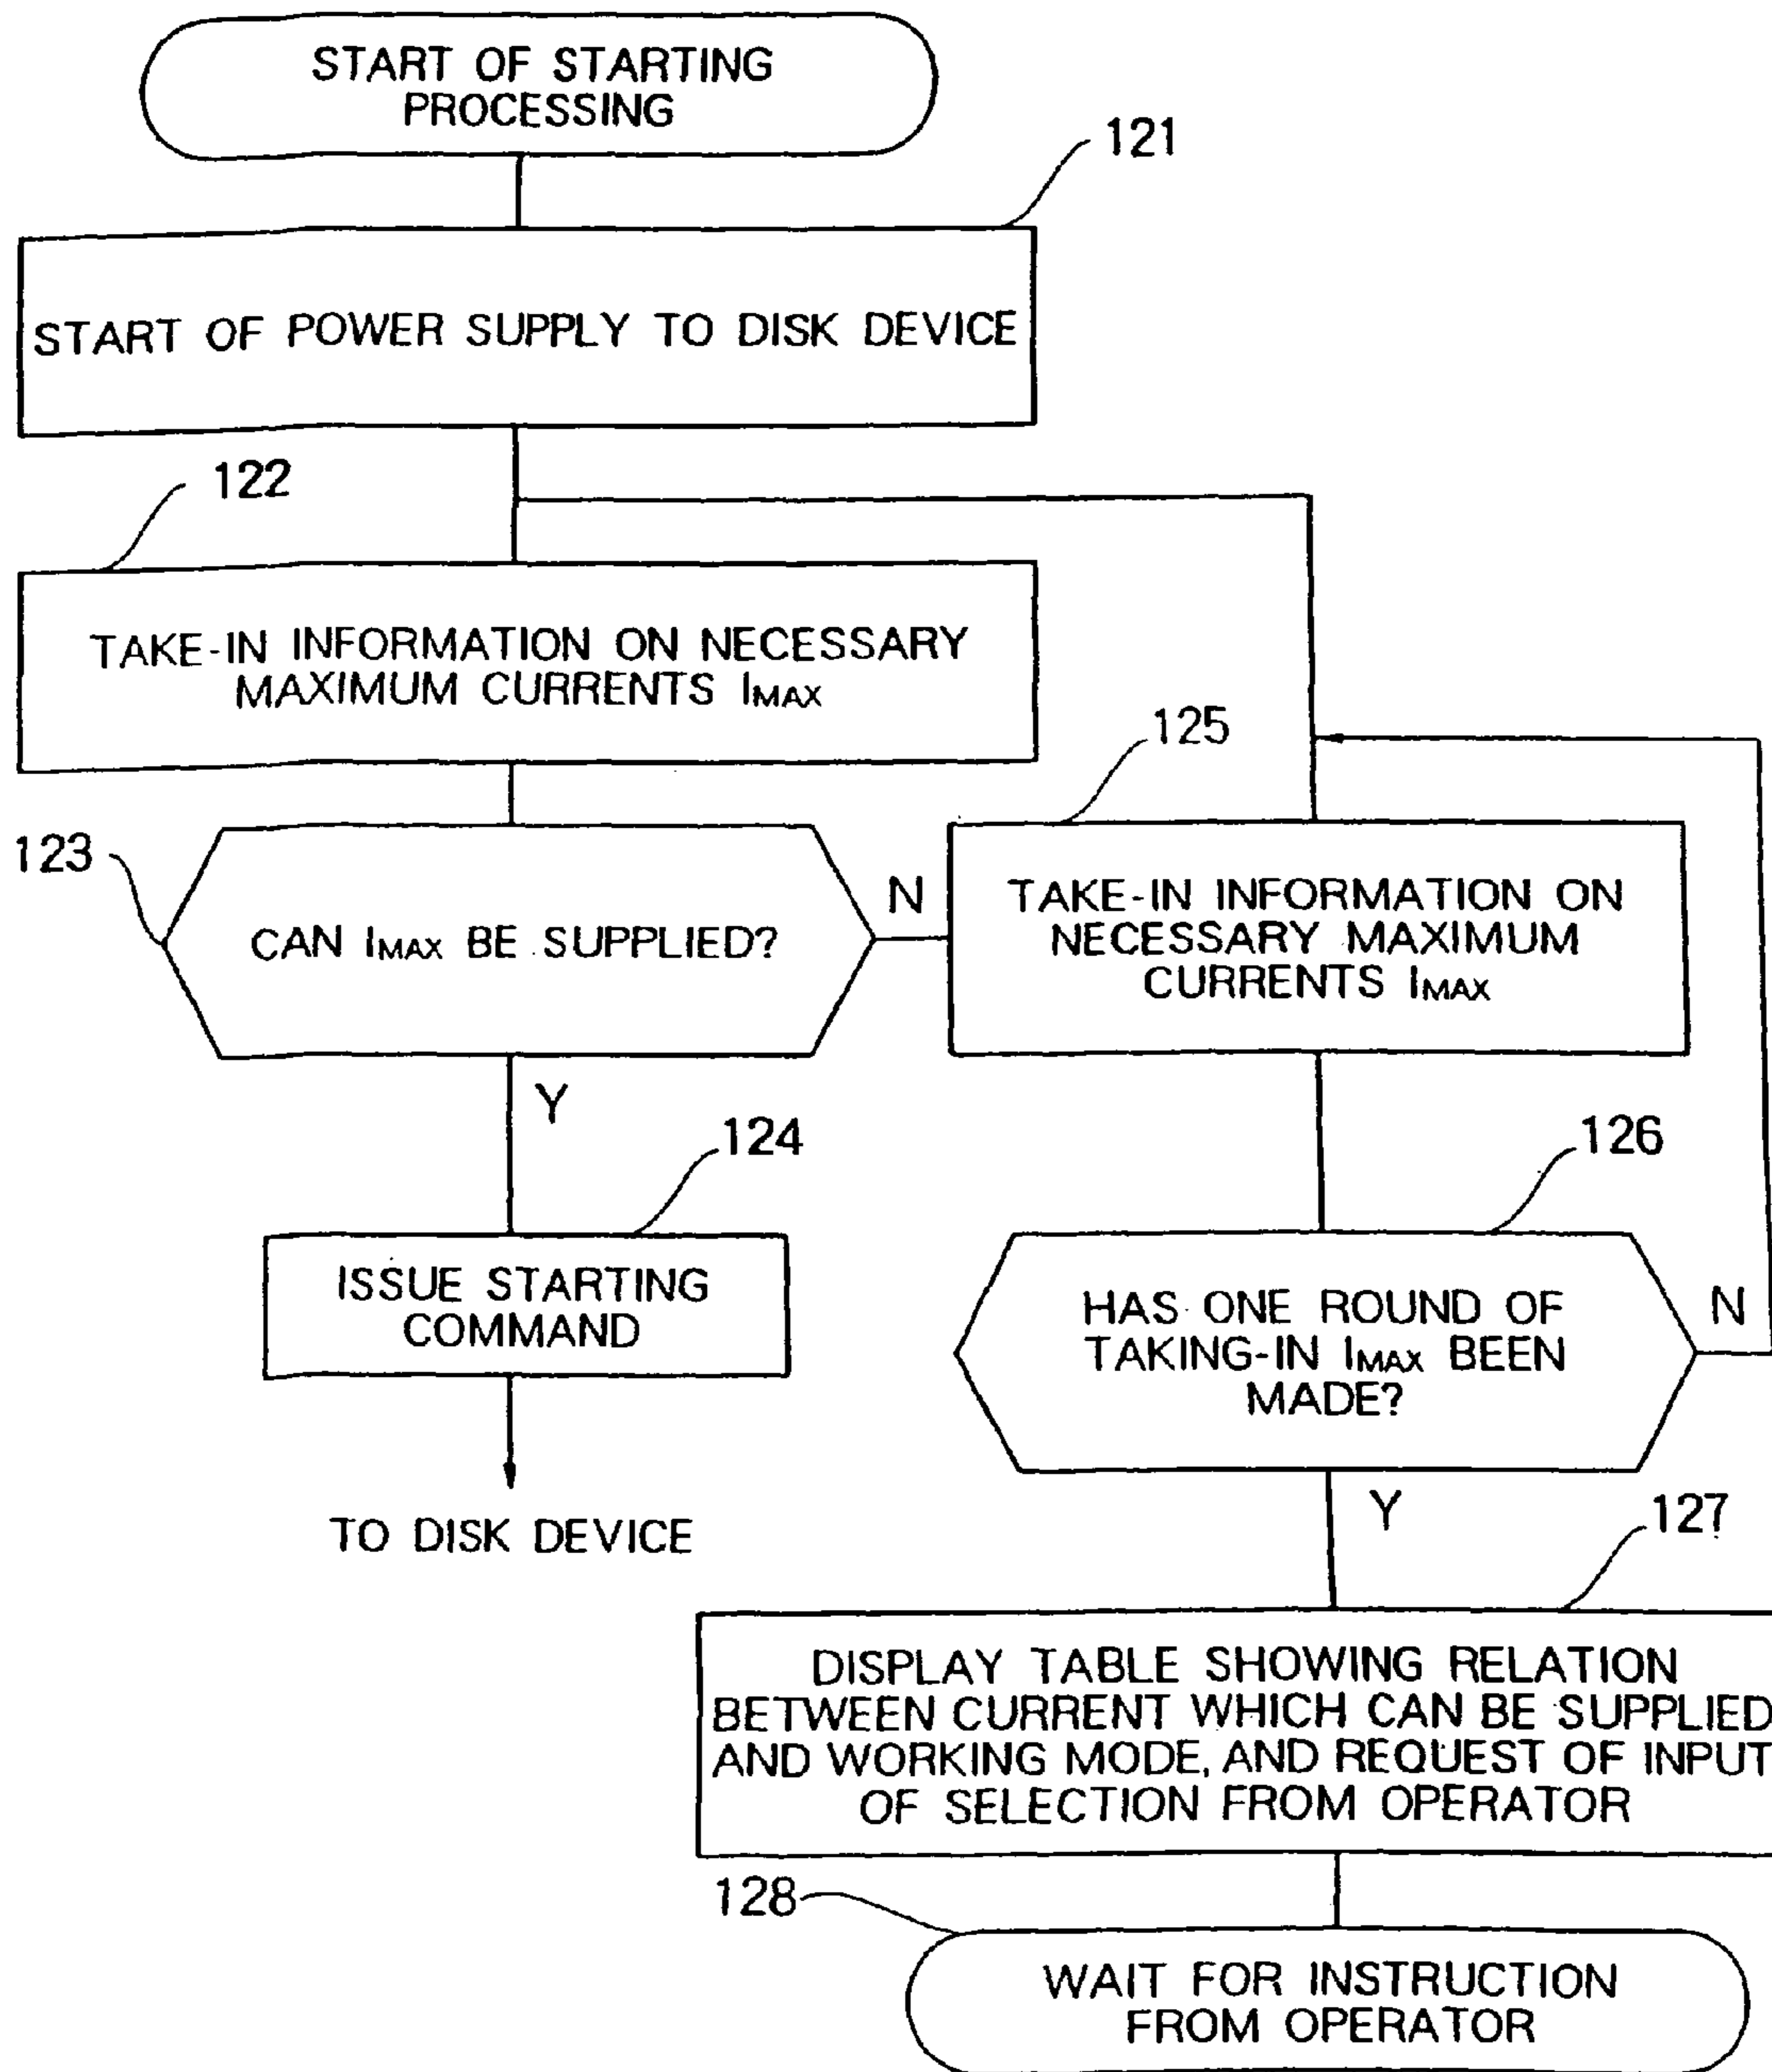 START OF STARTING
PROCESSING
121
START OF POWER SUPPLY TO DISK DEVICE
122
TAKE-IN INFORMATION ON NECESSARY
MAXIMUM CURRENTS IMAX
125
123
CAN IMAX BE SUPPLIED?
N
TAKE-IN INFORMATION ON
NECESSARY MAXIMUM
CURRENTS IMAX
Y
124
126
ISSUE STARTING
COMMAND
HAS ONE ROUND OF
TAKING-IN IMAX BEEN
MADE?
N
TO DISK DEVICE
Y
127
DISPLAY TABLE SHOWING RELATION
BETWEEN CURRENT WHICH CAN BE SUPPLIED
AND WORKING MODE, AND REQUEST OF INPUT
OF SELECTION FROM OPERATOR
128
WAIT FOR INSTRUCTION
FROM OPERATOR